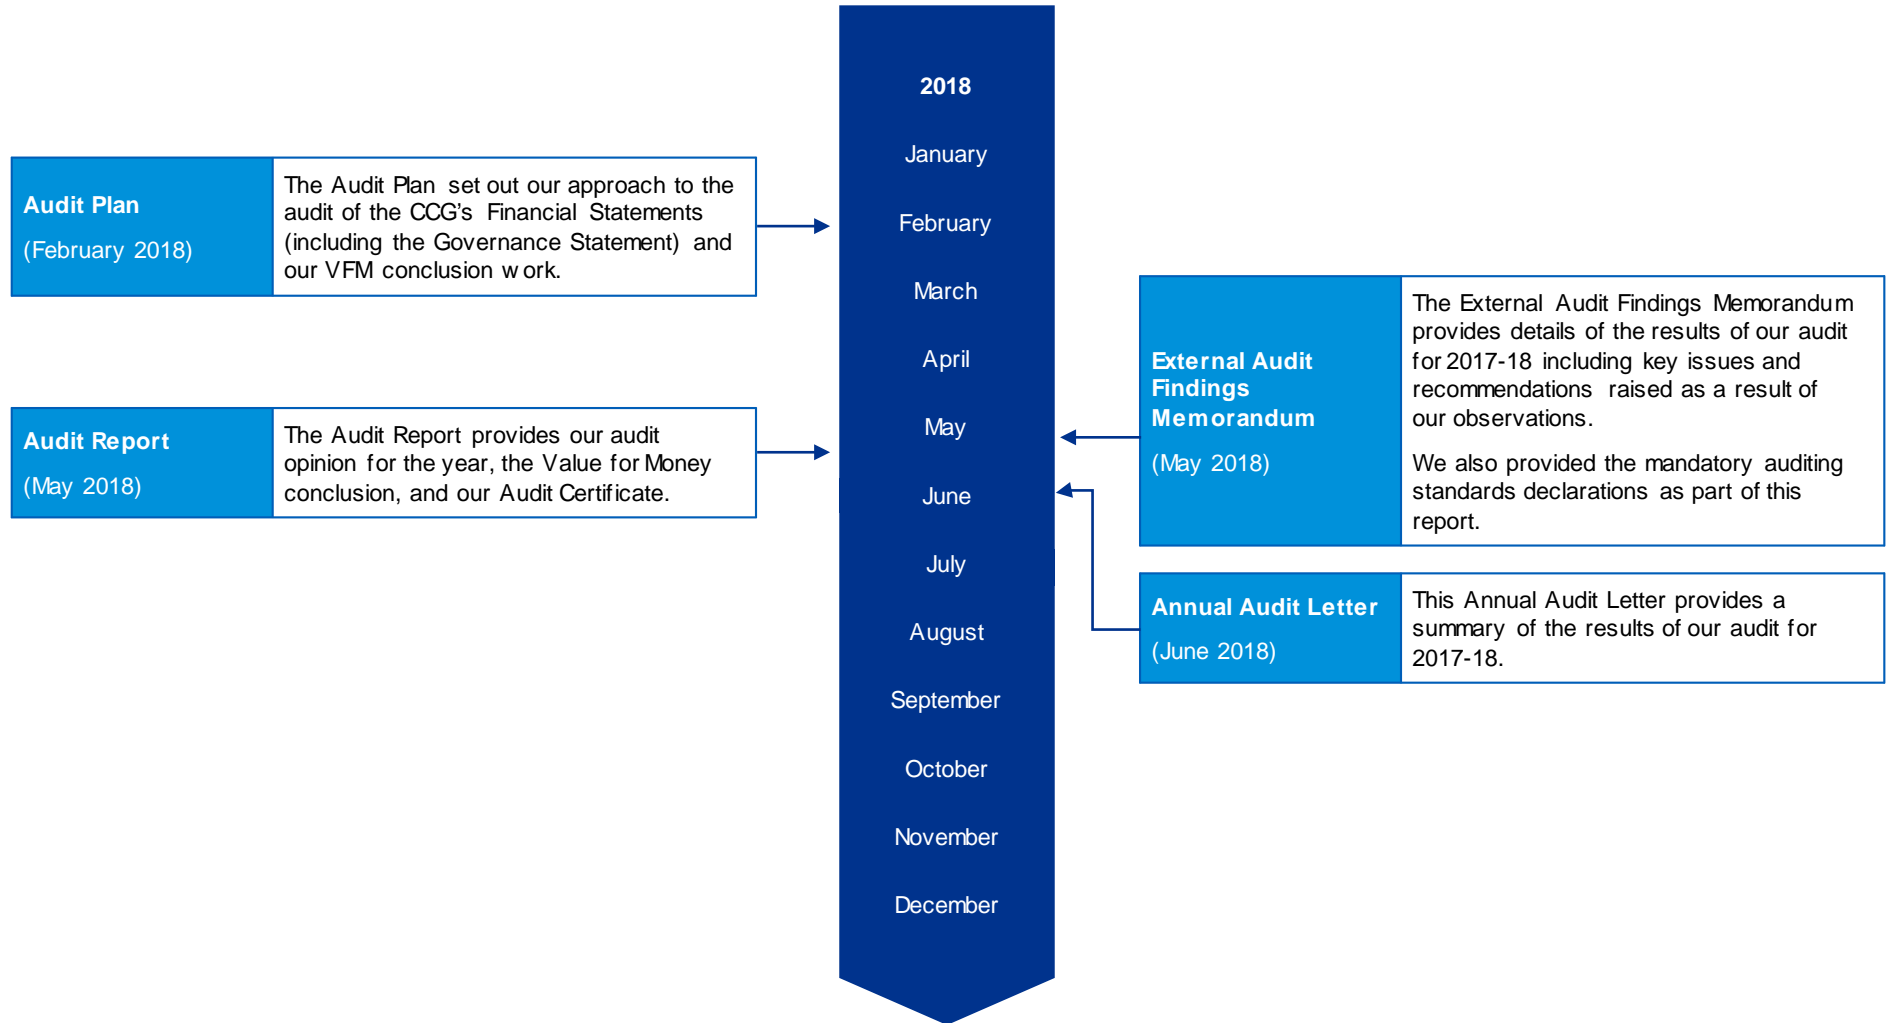 Audit Plan
(February 2018)
The Audit Plan set out our approach to the
audit of the CCG's Financial Statements
(including the Governance Statement) and
our VFM conclusion work.
Audit Report
(May 2018)
The Audit Report provides our audit
opinion for the year, the Value for Money
conclusion, and our Audit Certificate.
2018
January
February
March
April
May
June
July
August
September
October
November
December
External Audit
Findings
Memorandum
(May 2018)
The External Audit Findings Memorandum
provides details of the results of our audit
for 2017-18 including key issues and
recommendations raised as a result of
our observations.
We also provided the mandatory auditing
standards declarations as part of this
report.
Annual Audit Letter
(June 2018)
This Annual Audit Letter provides a
summary of the results of our audit for
2017-18.